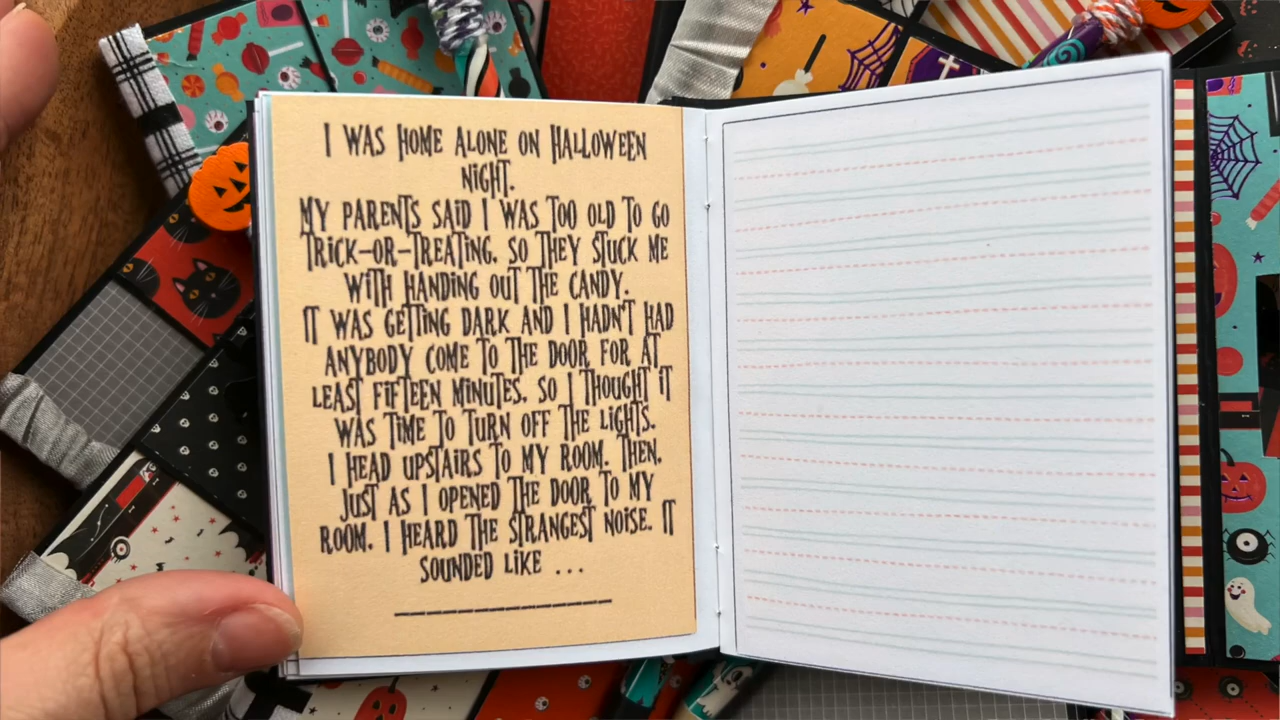 I WAS HOME ALONE ON HALLOWEEN
NIGHT.
MY PARENTS SAID I WAS TOO OLD TO GO
TRICK-OR-TREATING, SO THEY STUCK ME
WITH HANDING OUT THE CANDY.
IT WAS GETTING DARK AND I HADN'T HAD
ANYBODY COME TO THE DOOR FOR AT
LEAST FIFTEEN MINUTES, SO I THOUGHT IT
WAS TIME TO TURN OFF THE LIGHTS.
I HEAD UPSTAIRS TO MY ROOM. THEN,
JUST AS I OPENED THE DOOR TO MY
ROOM, I HEARD THE STRANGEST NOISE. IT
SOUNDED LIKE ...